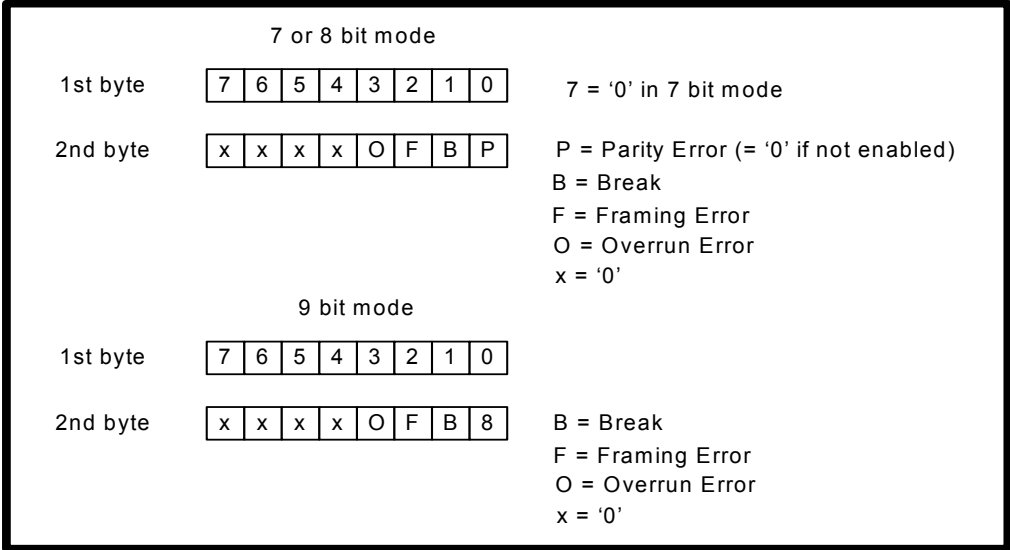 7 or 8 bit mode
1st byte 7 6 5 4 3 2 1 0 7 = ‘0’ in 7 bit mode
2nd byte x x x x O F B P P = Parity Error (= ‘0’ if not enabled)
B = Break
F = Framing Error
O = Overrun Error
x = ‘0’
9 bit mode
1st byte 7 6 5 4 3 2 1 0
2nd byte x x x x O F B 8 B = Break
F = Framing Error
O = Overrun Error
x = ‘0’